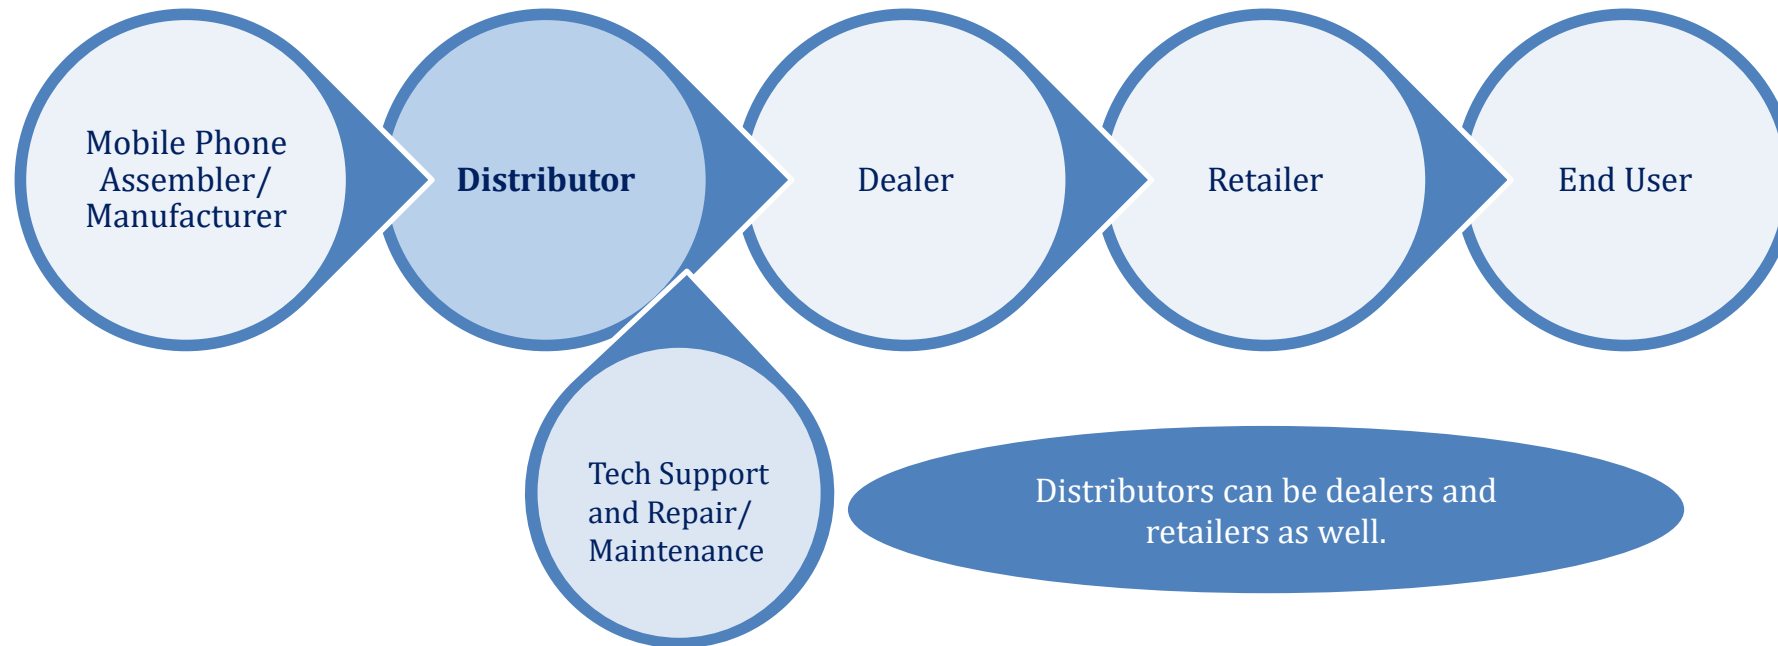 Mobile Phone
Assembler/
Manufacturer
Distributor
Dealer
Retailer
End User
Tech Support
and Repair/
Maintenance
Distributors can be dealers and
retailers as well.